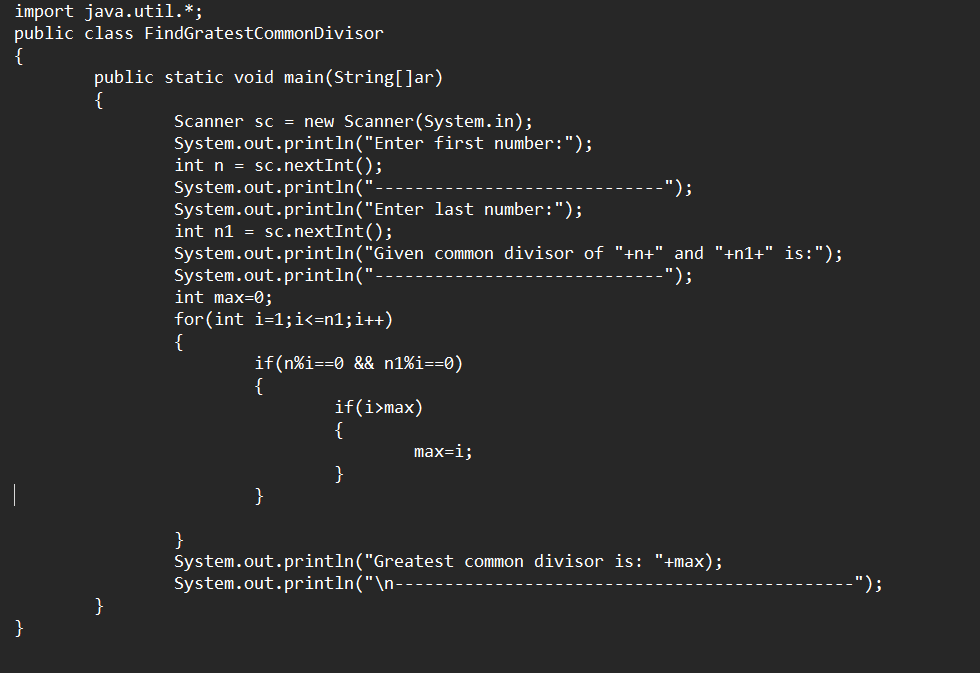 import java.util.*;
public class FindGratestCommonDivisor
{
        public static void main(String[]ar)
        {
                Scanner sc = new Scanner(System.in);
                System.out.println("Enter first number:");
                int n = sc.nextInt();
                System.out.println("-----------------------------");
                System.out.println("Enter last number:");
                int n1 = sc.nextInt();
                System.out.println("Given common divisor of "+n+" and "+n1+" is:");
                System.out.println("-----------------------------");
                int max=0;
                for(int i=1;i<=n1;i++)
                {
                        if(n%i==0 && n1%i==0)
                        {
                                if(i>max)
                                {
                                        max=i;
                                }
                        }

                }
                System.out.println("Greatest common divisor is: "+max);
                System.out.println("\n----------------------------------------------");
        }
}